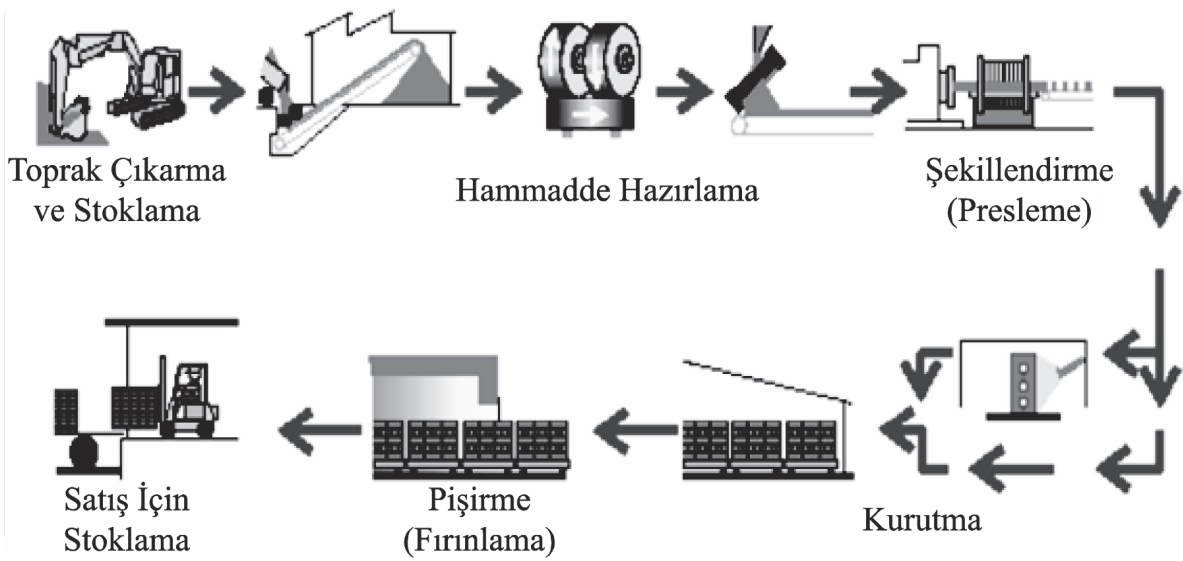 Toprak Çıkarma
ve Stoklama
Hammadde Hazırlama
Şekillendirme
(Presleme)
Satış İçin
Stoklama
Pişirme
(Fırınlama)
Kurutma